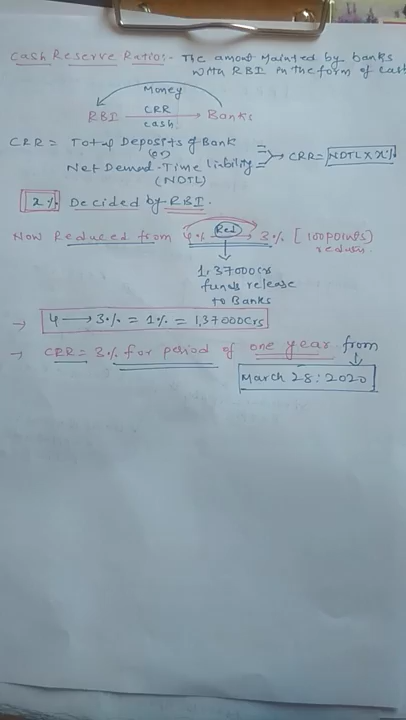 Cash Reserve Ratio:- The amout Mainted by banks
with RBI in the form of cash
Money
RBI CRR Banks
cash
CRR = Total Deposits of Bank
(or)
Net Demand-Time liability
(NDTL)
CRR = NDTL X x%
x% Decided by RBI.
Now Reduced from 4% Red 3% [100 points]
redusn.
1,37000crs
funds release
to Banks
→ 4 → 3% = 1% = 1,37000Crs
→ CRR = 3% for period of one year from
March 28:2020